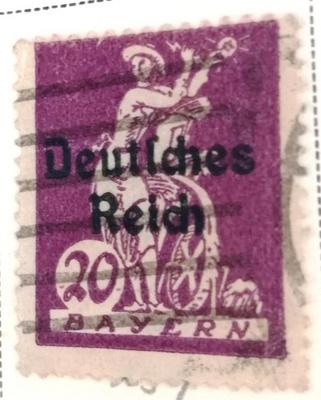 Deutsches
Reich
20
BAYERN